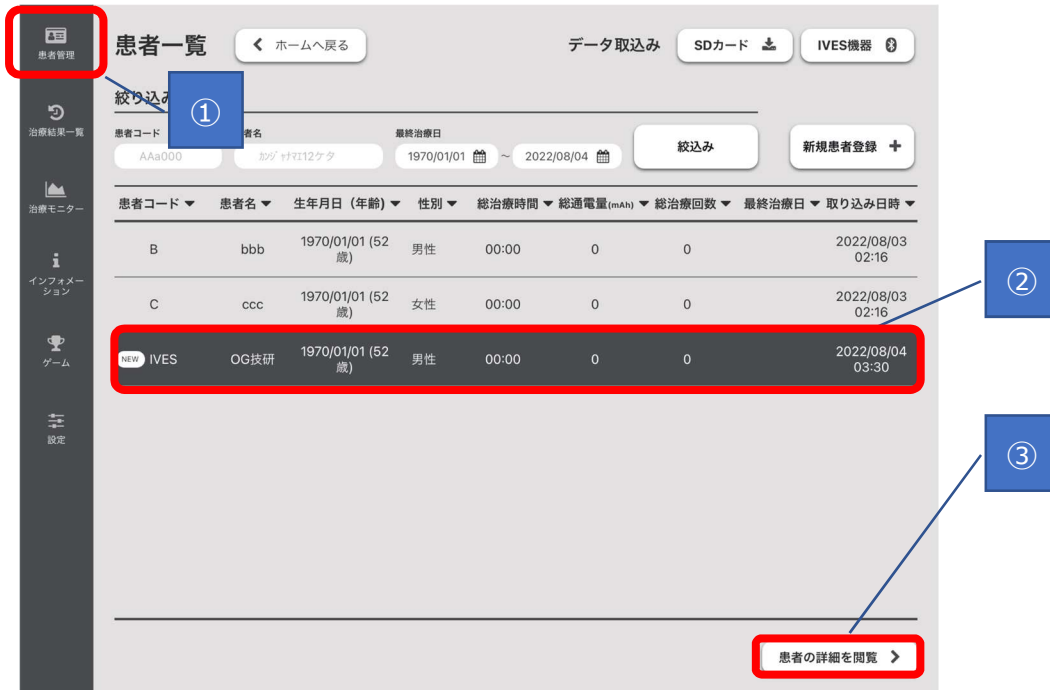 患者管理
治療結果一覧
治療モニター
インフォメー
ション
ゲーム
設定
患者一覧
ホームへ戻る
データ取込み
SDカード
IVES機器
①
絞り込み
患者コード
者名
最終治療日
AAa000
1970/01/01
~
2022/08/04
絞込み
新規患者登録
患者コード 患者名 生年月日 (年齢) 性別 総治療時間 総通電量(mAh) 総治療回数 最終治療日 取り込み日時
B bbb 1970/01/01 (52
歳) 男性 00:00 0 0 2022/08/03
02:16
C ccc 1970/01/01 (52
歳) 女性 00:00 0 0 2022/08/03
02:16
NEW IVES OG技研 1970/01/01 (52
歳) 男性 00:00 0 0 2022/08/04
03:30
②
③
患者の詳細を閲覧